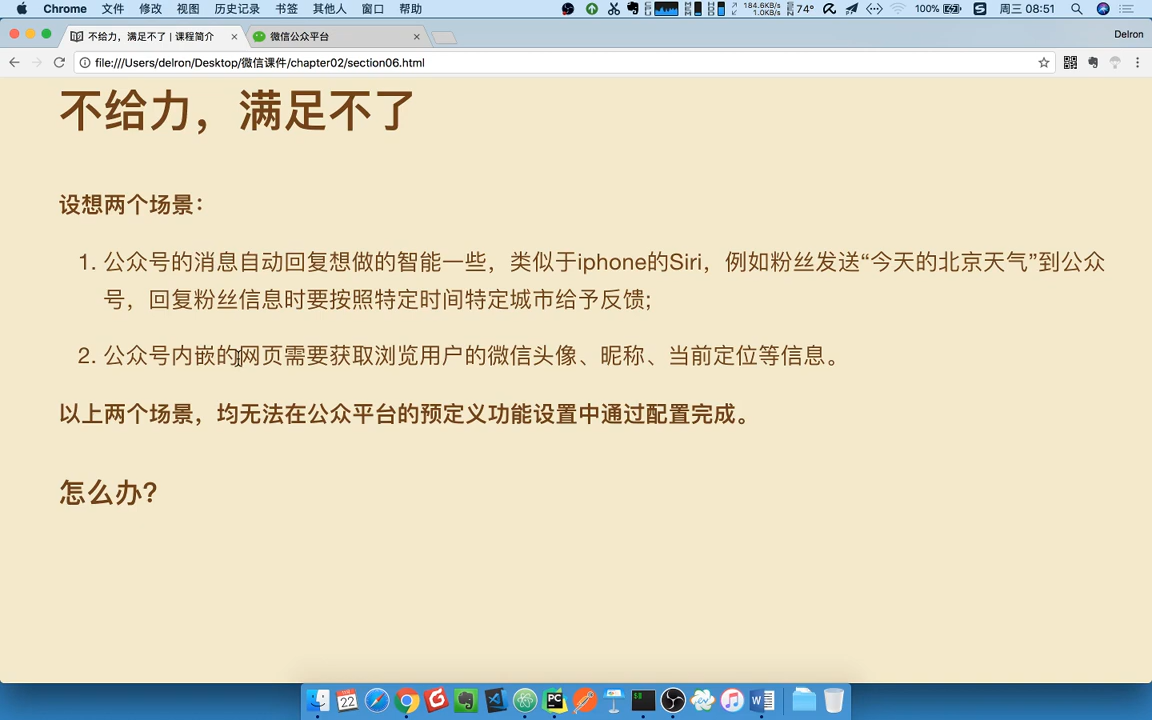 Chrome 文件 修改 视图 历史记录 书签 其他人 窗口 帮助 184.6KB/s 1.0KB/s 74° 100% 周三 08:51
不给力，满足不了 | 课程简介 微信公众平台 Delron
file:///Users/delron/Desktop/微信课件/chapter02/section06.html
不给力，满足不了
设想两个场景：
1. 公众号的消息自动回复想做的智能一些，类似于iphone的Siri，例如粉丝发送“今天的北京天气”到公众
号，回复粉丝信息时要按照特定时间特定城市给予反馈;
2. 公众号内嵌的网页需要获取浏览用户的微信头像、昵称、当前定位等信息。
以上两个场景，均无法在公众平台的预定义功能设置中通过配置完成。
怎么办？
22 PC